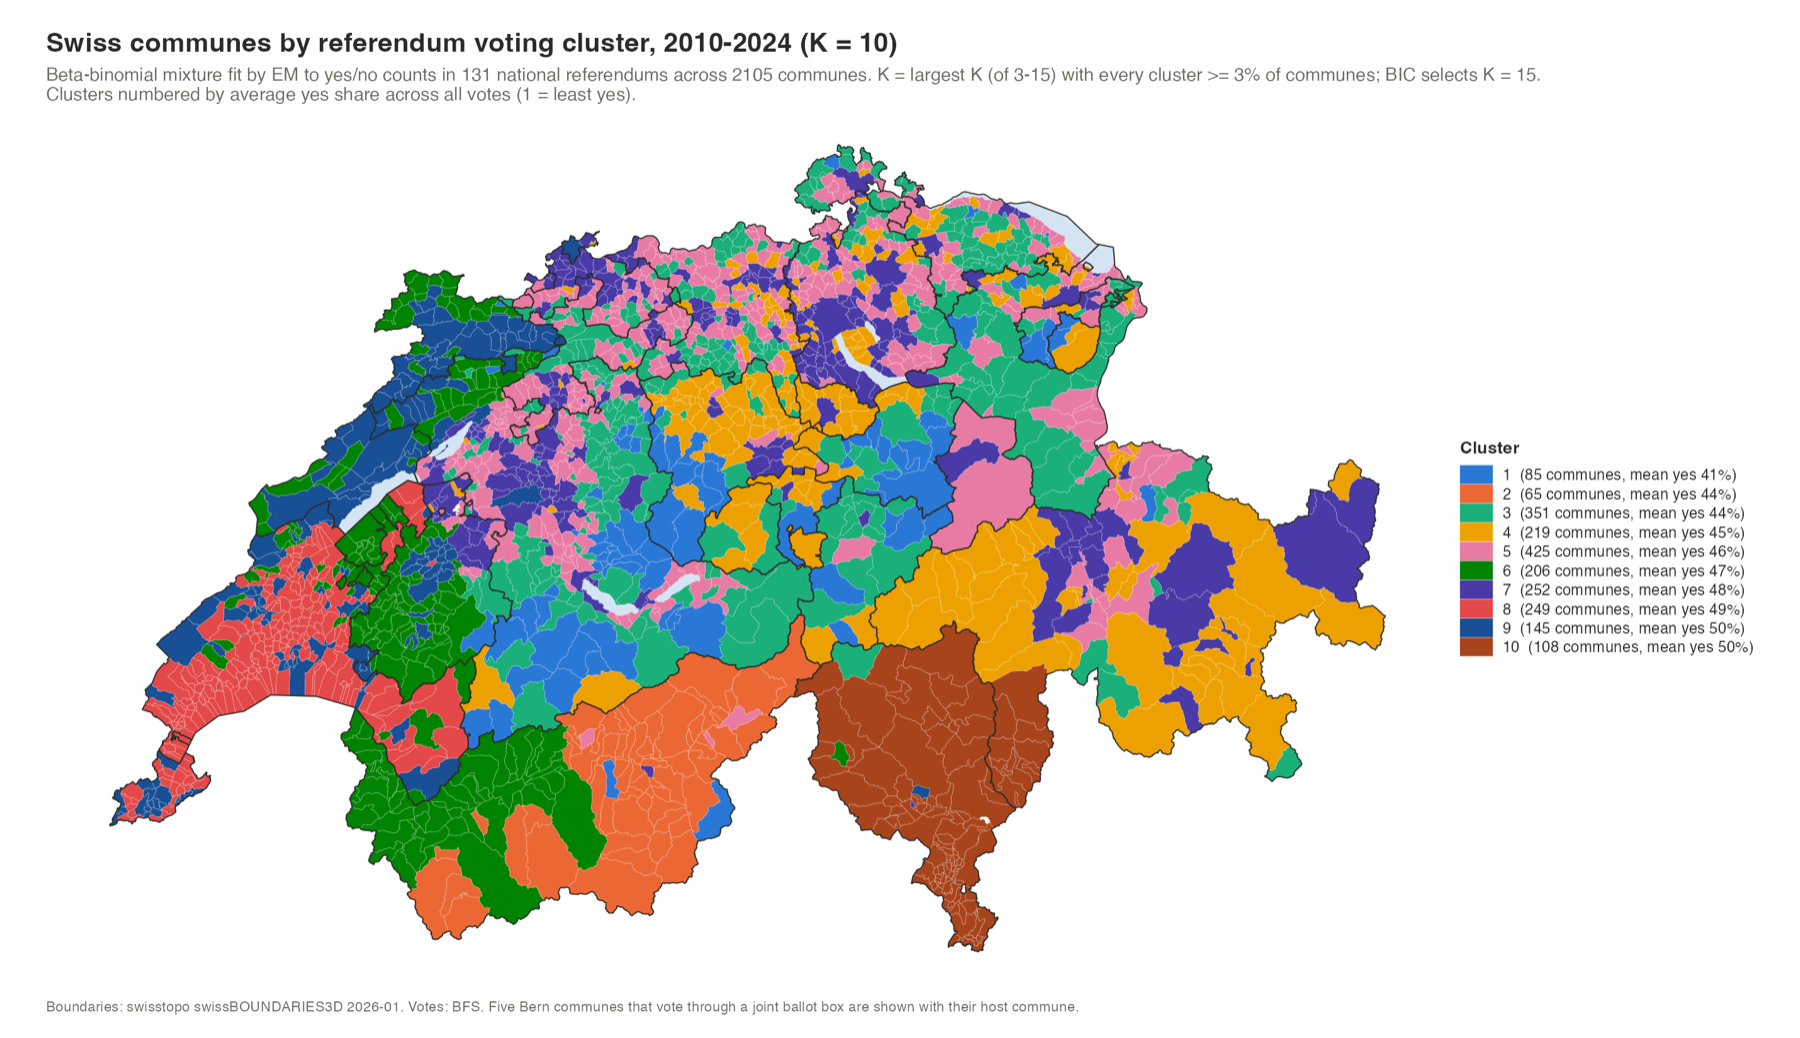 Swiss communes by referendum voting cluster, 2010-2024 (K = 10)
Beta-binomial mixture fit by EM to yes/no counts in 131 national referendums across 2105 communes. K = largest K (of 3-15) with every cluster >= 3% of communes; BIC selects K = 15.
Clusters numbered by average yes share across all votes (1 = least yes).
Cluster
1 (85 communes, mean yes 41%)
2 (65 communes, mean yes 44%)
3 (351 communes, mean yes 44%)
4 (219 communes, mean yes 45%)
5 (425 communes, mean yes 46%)
6 (206 communes, mean yes 47%)
7 (252 communes, mean yes 48%)
8 (249 communes, mean yes 49%)
9 (145 communes, mean yes 50%)
10 (108 communes, mean yes 50%)
Boundaries: swisstopo swissBOUNDARIES3D 2026-01. Votes: BFS. Five Bern communes that vote through a joint ballot box are shown with their host commune.